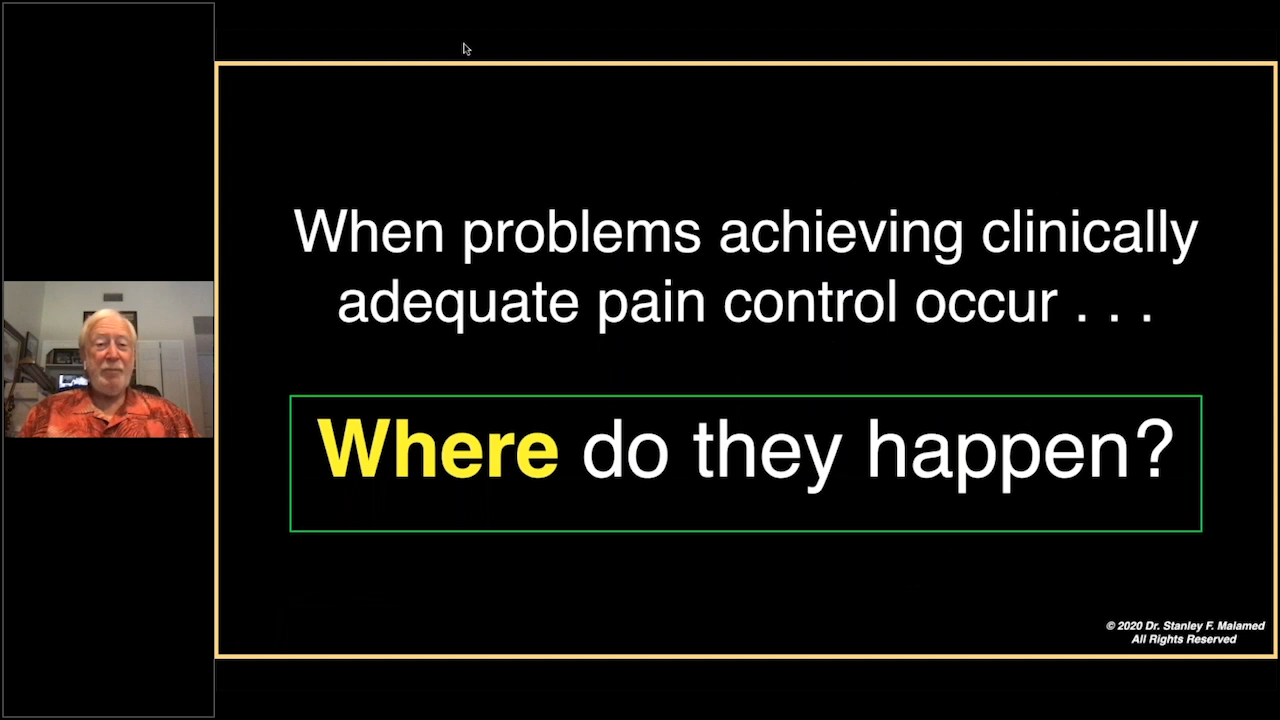 When problems achieving clinically
adequate pain control occur . . .
Where do they happen?
© 2020 Dr. Stanley F. Malamed
All Rights Reserved